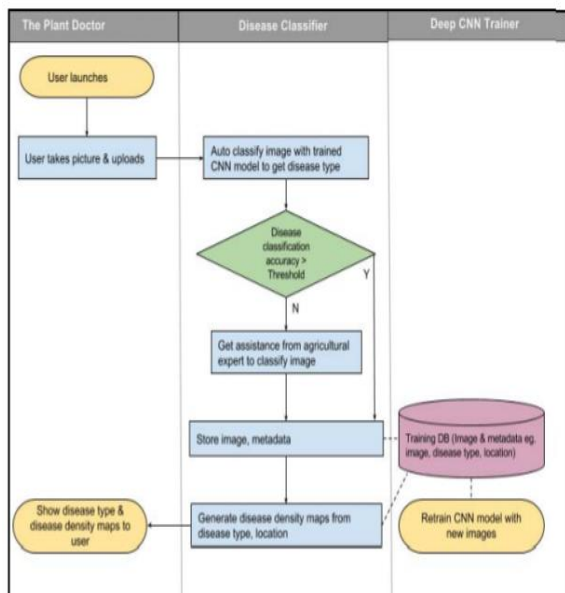 The Plant Doctor
Disease Classifier
Deep CNN Trainer
User launches
User takes picture & uploads
Auto classify image with trained
CNN model to get disease type
Disease
classification
accuracy >
Threshold
Y
N
Get assistance from agricultural
expert to classify image
Store image, metadata
Training DB (Image & metadata eg.
image, disease type, location)
Show disease type &
disease density maps to
user
Generate disease density maps from
disease type, location
Retrain CNN model with
new images